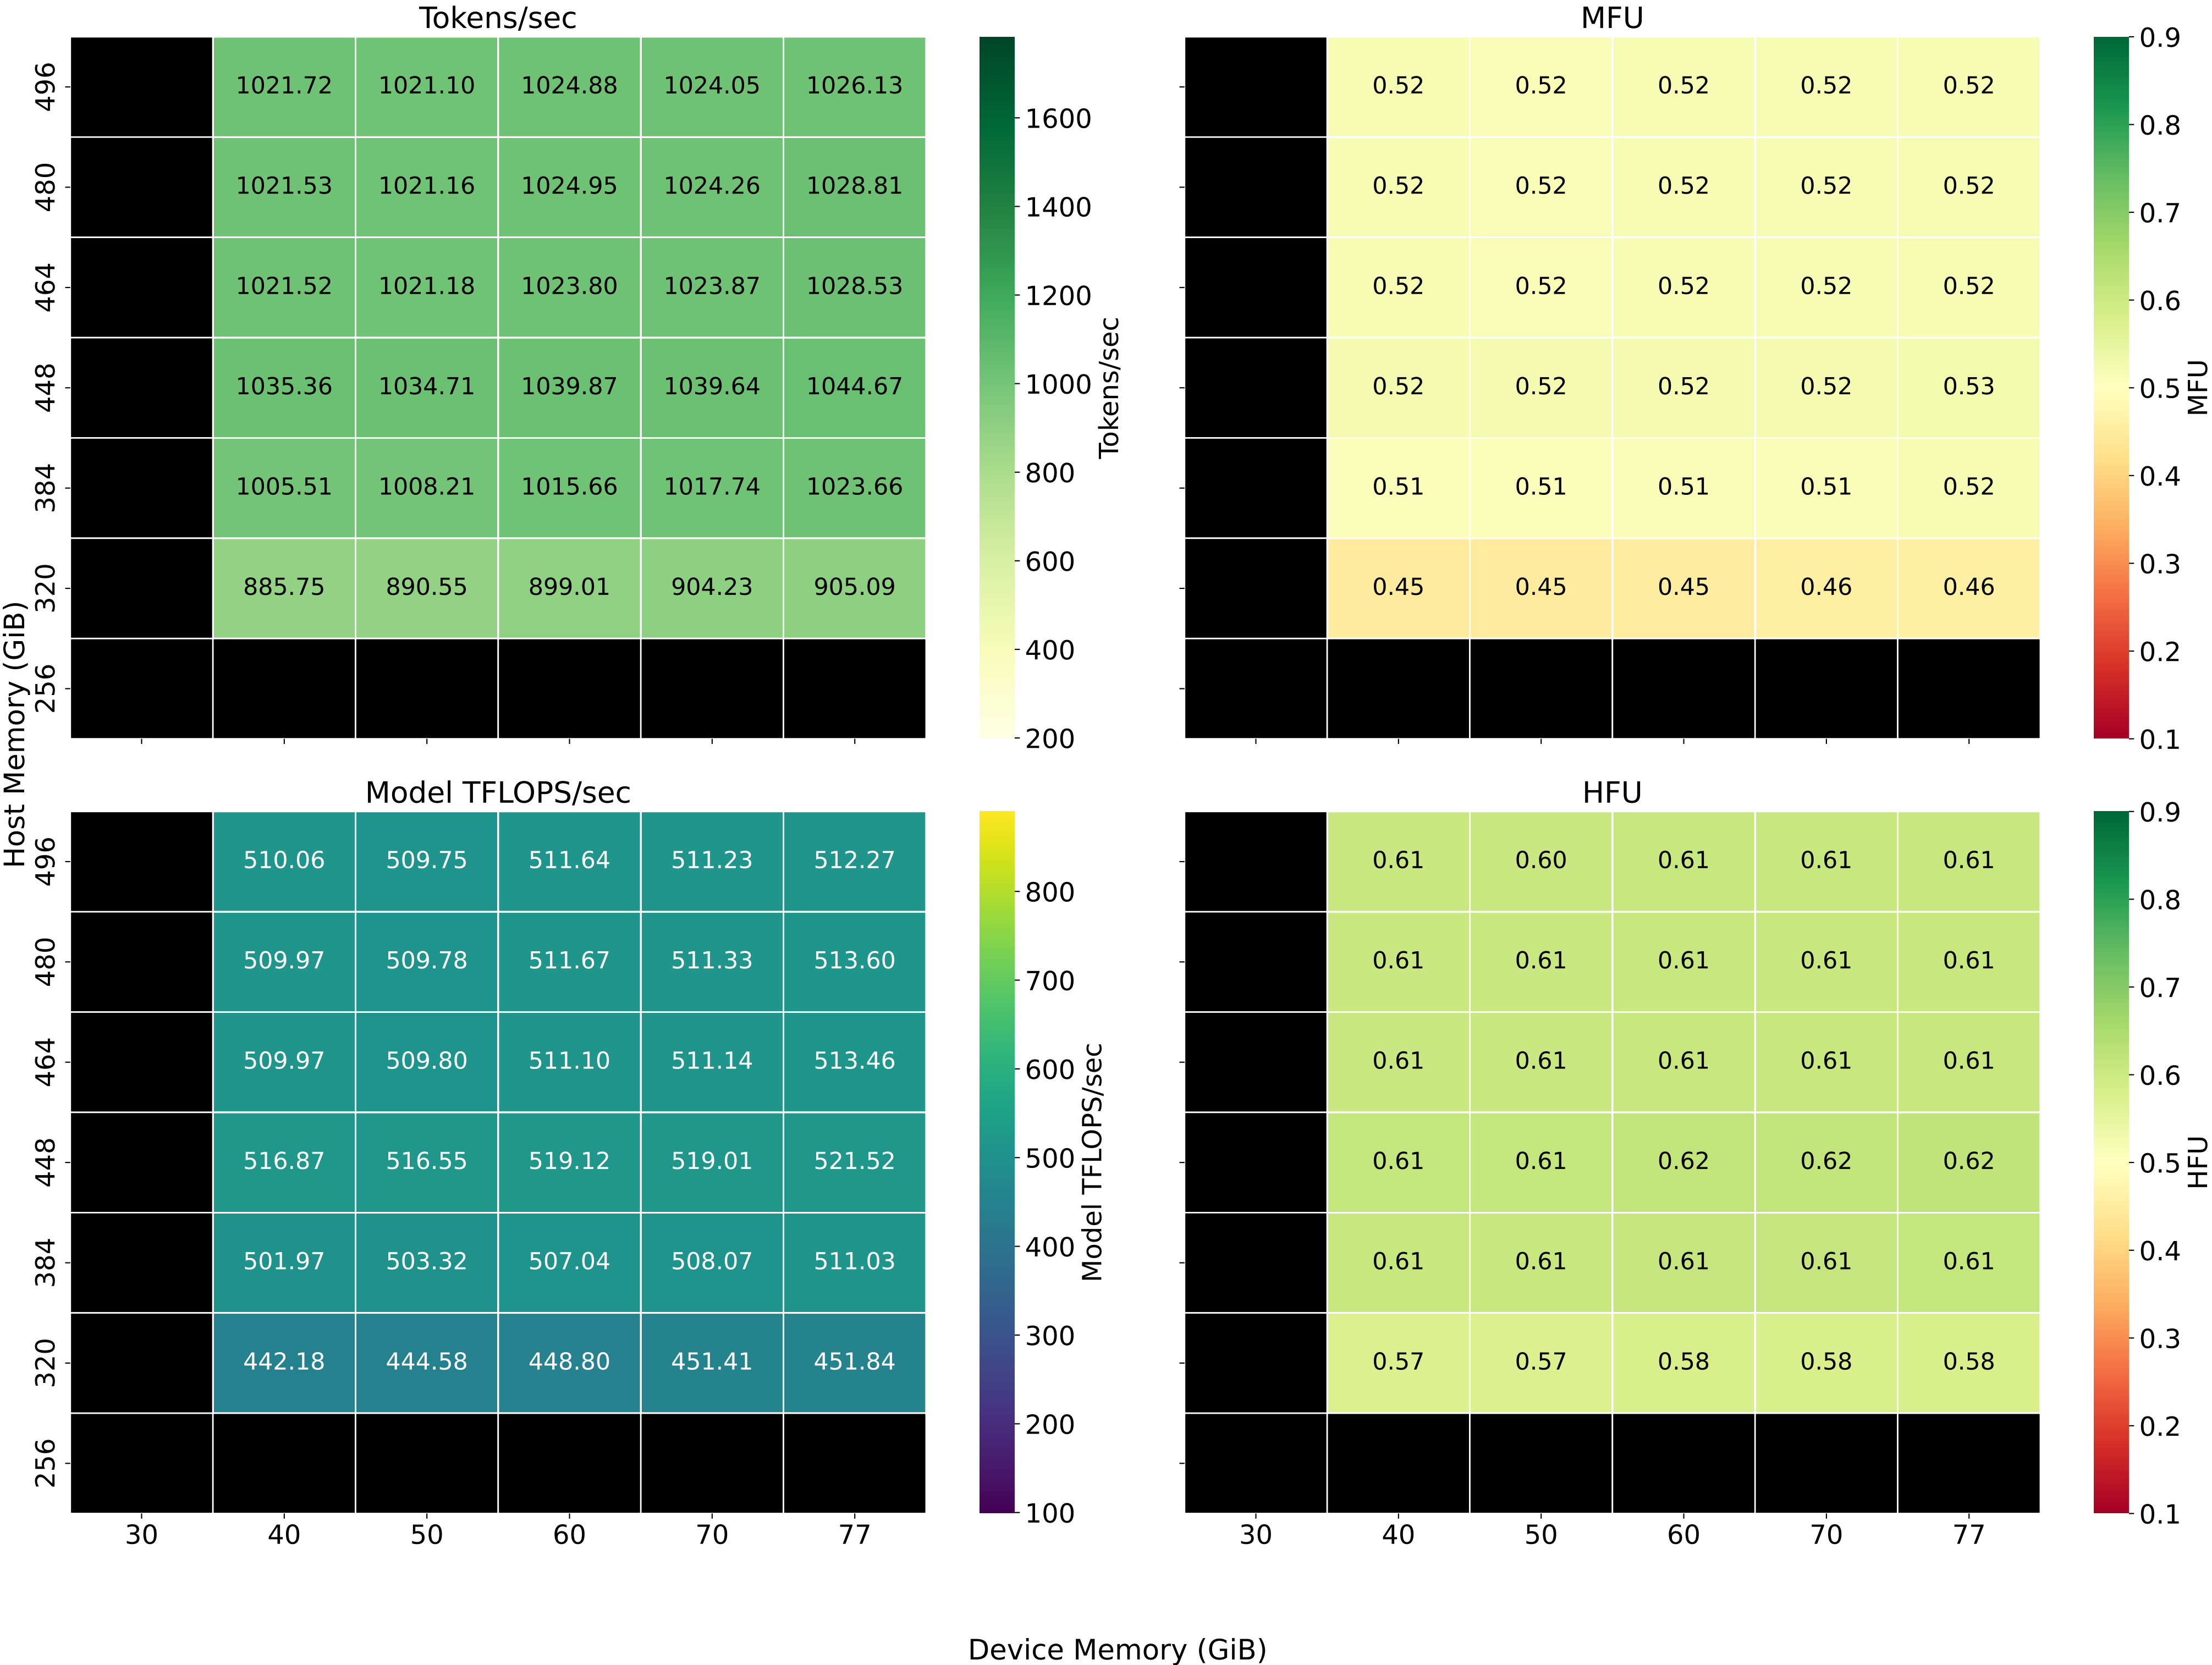 Tokens/sec
496 1021.72 1021.10 1024.88 1024.05 1026.13
480 1021.53 1021.16 1024.95 1024.26 1028.81
464 1021.52 1021.18 1023.80 1023.87 1028.53
448 1035.36 1034.71 1039.87 1039.64 1044.67
384 1005.51 1008.21 1015.66 1017.74 1023.66
320 885.75 890.55 899.01 904.23 905.09
256
1600
1400
1200
1000
800
600
400
200
Tokens/sec
MFU
0.52 0.52 0.52 0.52 0.52
0.52 0.52 0.52 0.52 0.52
0.52 0.52 0.52 0.52 0.52
0.52 0.52 0.52 0.52 0.53
0.51 0.51 0.51 0.51 0.52
0.45 0.45 0.45 0.46 0.46
0.9
0.8
0.7
0.6
0.5
0.4
0.3
0.2
0.1
MFU
Host Memory (GiB)
Model TFLOPS/sec
496 510.06 509.75 511.64 511.23 512.27
480 509.97 509.78 511.67 511.33 513.60
464 509.97 509.80 511.10 511.14 513.46
448 516.87 516.55 519.12 519.01 521.52
384 501.97 503.32 507.04 508.07 511.03
320 442.18 444.58 448.80 451.41 451.84
256
30 40 50 60 70 77
800
700
600
500
400
300
200
100
Model TFLOPS/sec
HFU
0.61 0.60 0.61 0.61 0.61
0.61 0.61 0.61 0.61 0.61
0.61 0.61 0.61 0.61 0.61
0.61 0.61 0.62 0.62 0.62
0.61 0.61 0.61 0.61 0.61
0.57 0.57 0.58 0.58 0.58
30 40 50 60 70 77
0.9
0.8
0.7
0.6
0.5
0.4
0.3
0.2
0.1
HFU
Device Memory (GiB)